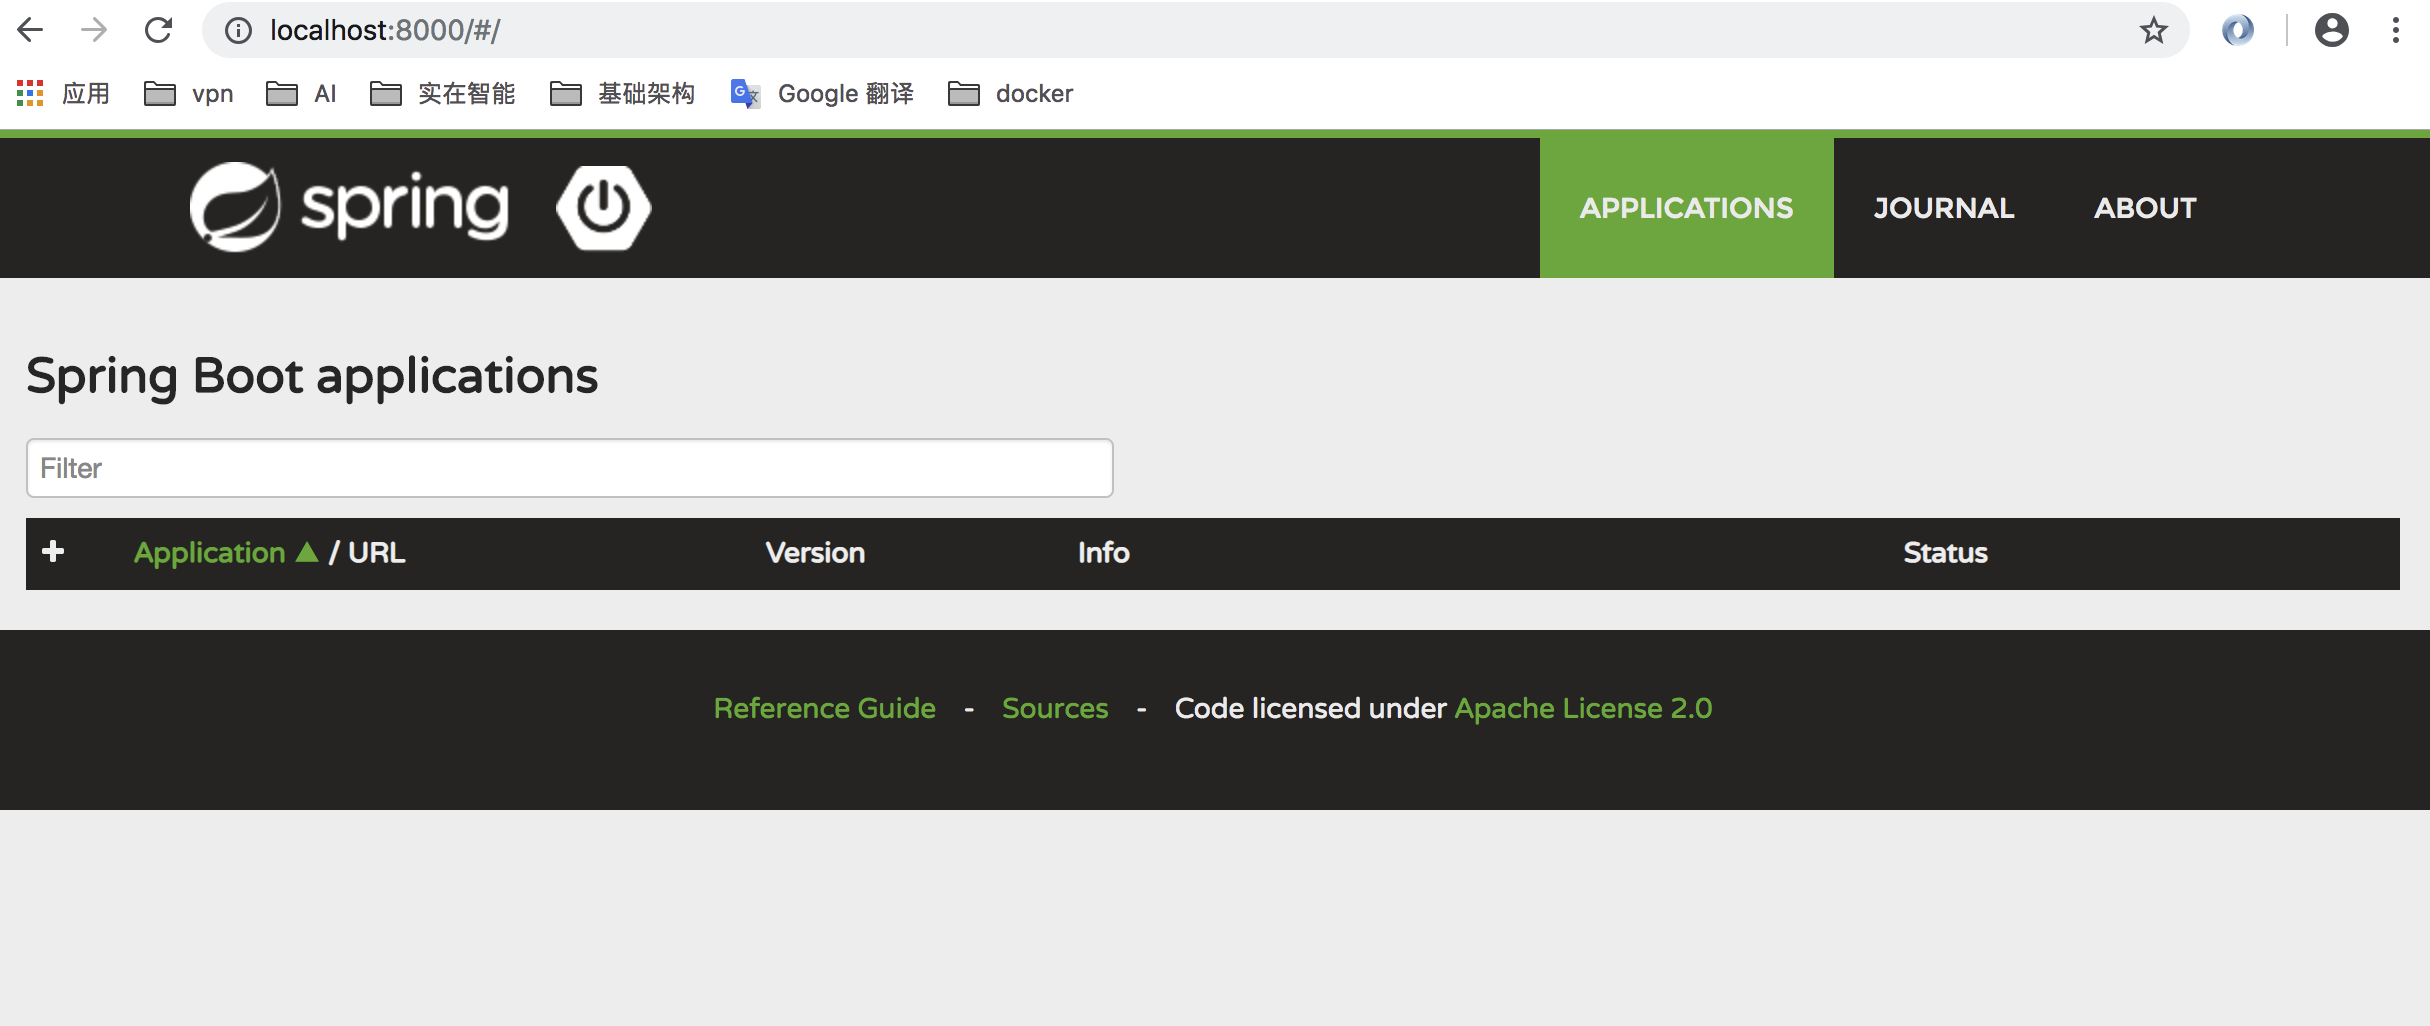 localhost:8000/#/
应用 vpn AI 实在智能 基础架构 Google 翻译 docker
spring APPLICATIONS JOURNAL ABOUT
Spring Boot applications
Filter
Application ▲ / URL Version Info Status
Reference Guide - Sources - Code licensed under Apache License 2.0